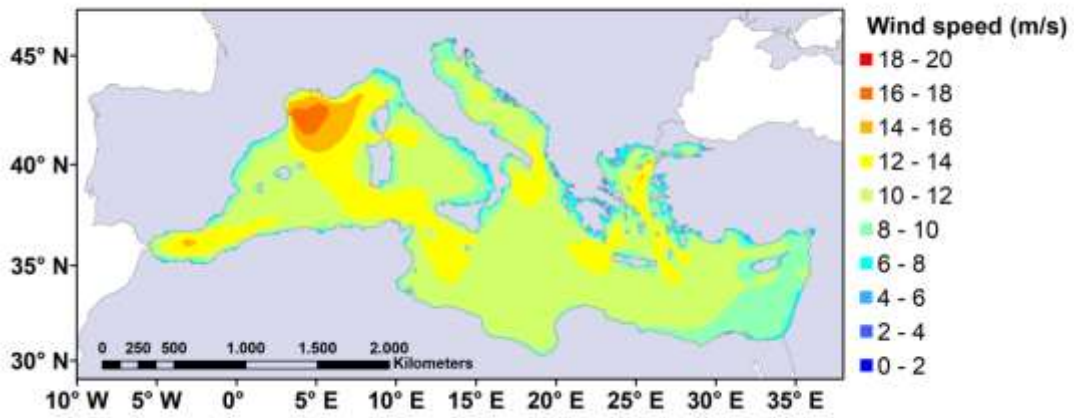 Wind speed (m/s)
18 - 20
16 - 18
14 - 16
12 - 14
10 - 12
8 - 10
6 - 8
4 - 6
2 - 4
0 - 2
45° N
40° N
35° N
30° N
0 250 500 1.000 1.500 2.000
Kilometers
10° W 5° W 0° 5° E 10° E 15° E 20° E 25° E 30° E 35° E